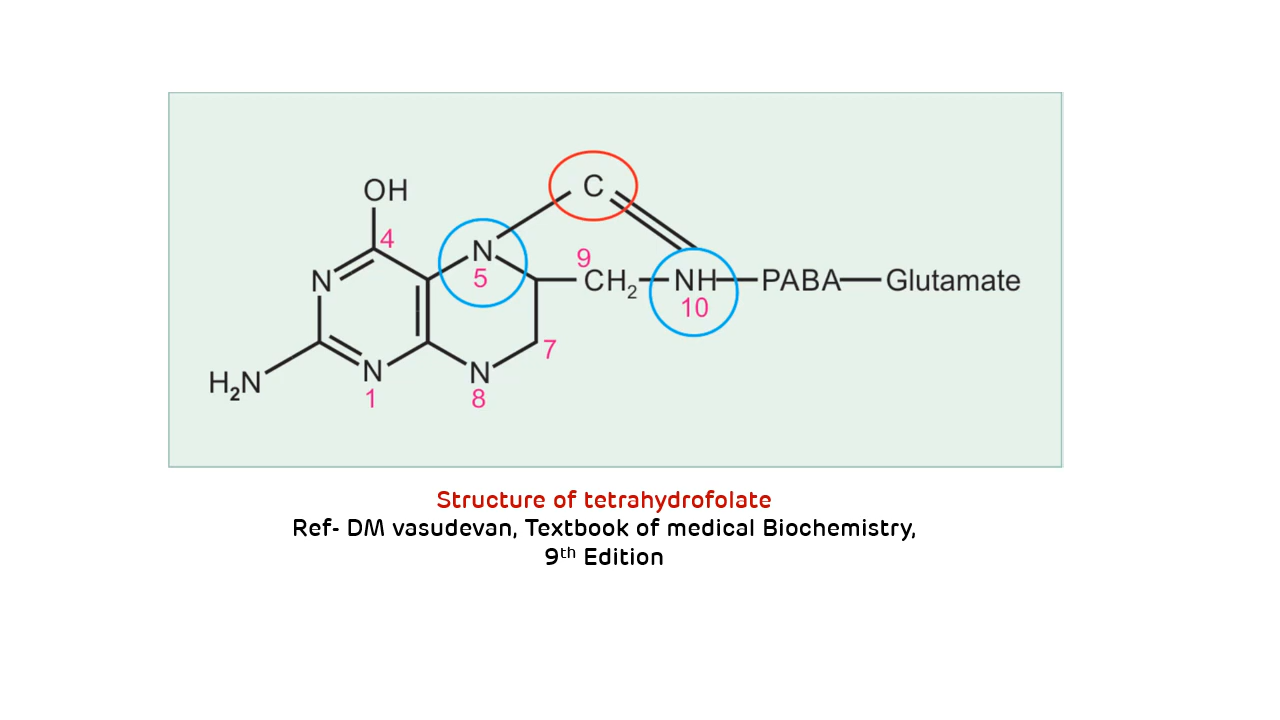 C
OH
4
N
9
N
5
CH₂
NH
PABA
Glutamate
10
7
N
N
H₂N
1
8
Structure of tetrahydrofolate
Ref- DM vasudevan, Textbook of medical Biochemistry,
9ᵗʰ Edition